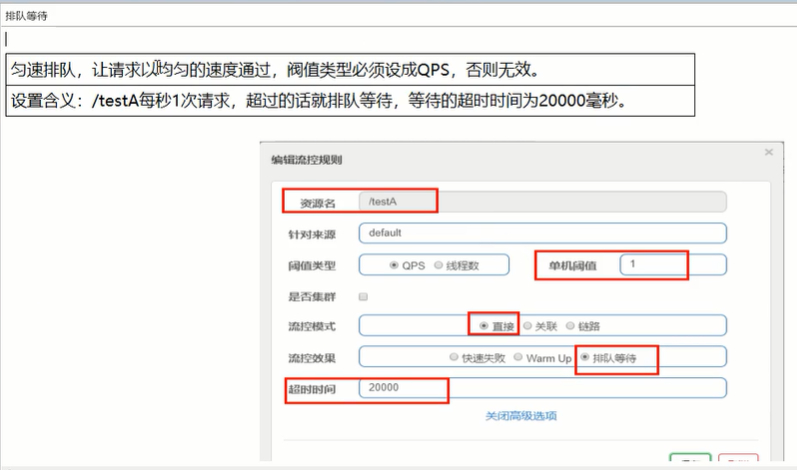 排队等待
匀速排队，让请求以均匀的速度通过，阀值类型必须设成QPS，否则无效。
设置含义：/testA每秒1次请求，超过的话就排队等待，等待的超时时间为20000毫秒。
编辑流控规则 ×
资源名 /testA
针对来源 default
阈值类型 QPS 线程数 单机阈值 1
是否集群
流控模式 直接 关联 链路
流控效果 快速失败 Warm Up 排队等待
超时时间 20000
关闭高级选项